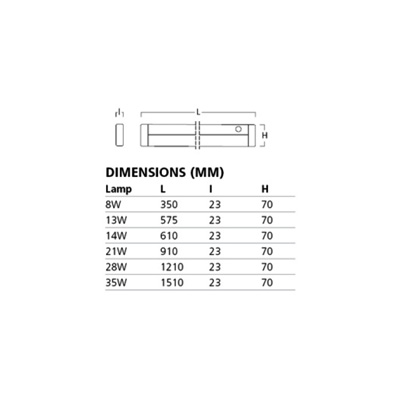 I L
H
DIMENSIONS (MM)
Lamp L I H
8W 350 23 70
13W 575 23 70
14W 610 23 70
21W 910 23 70
28W 1210 23 70
35W 1510 23 70